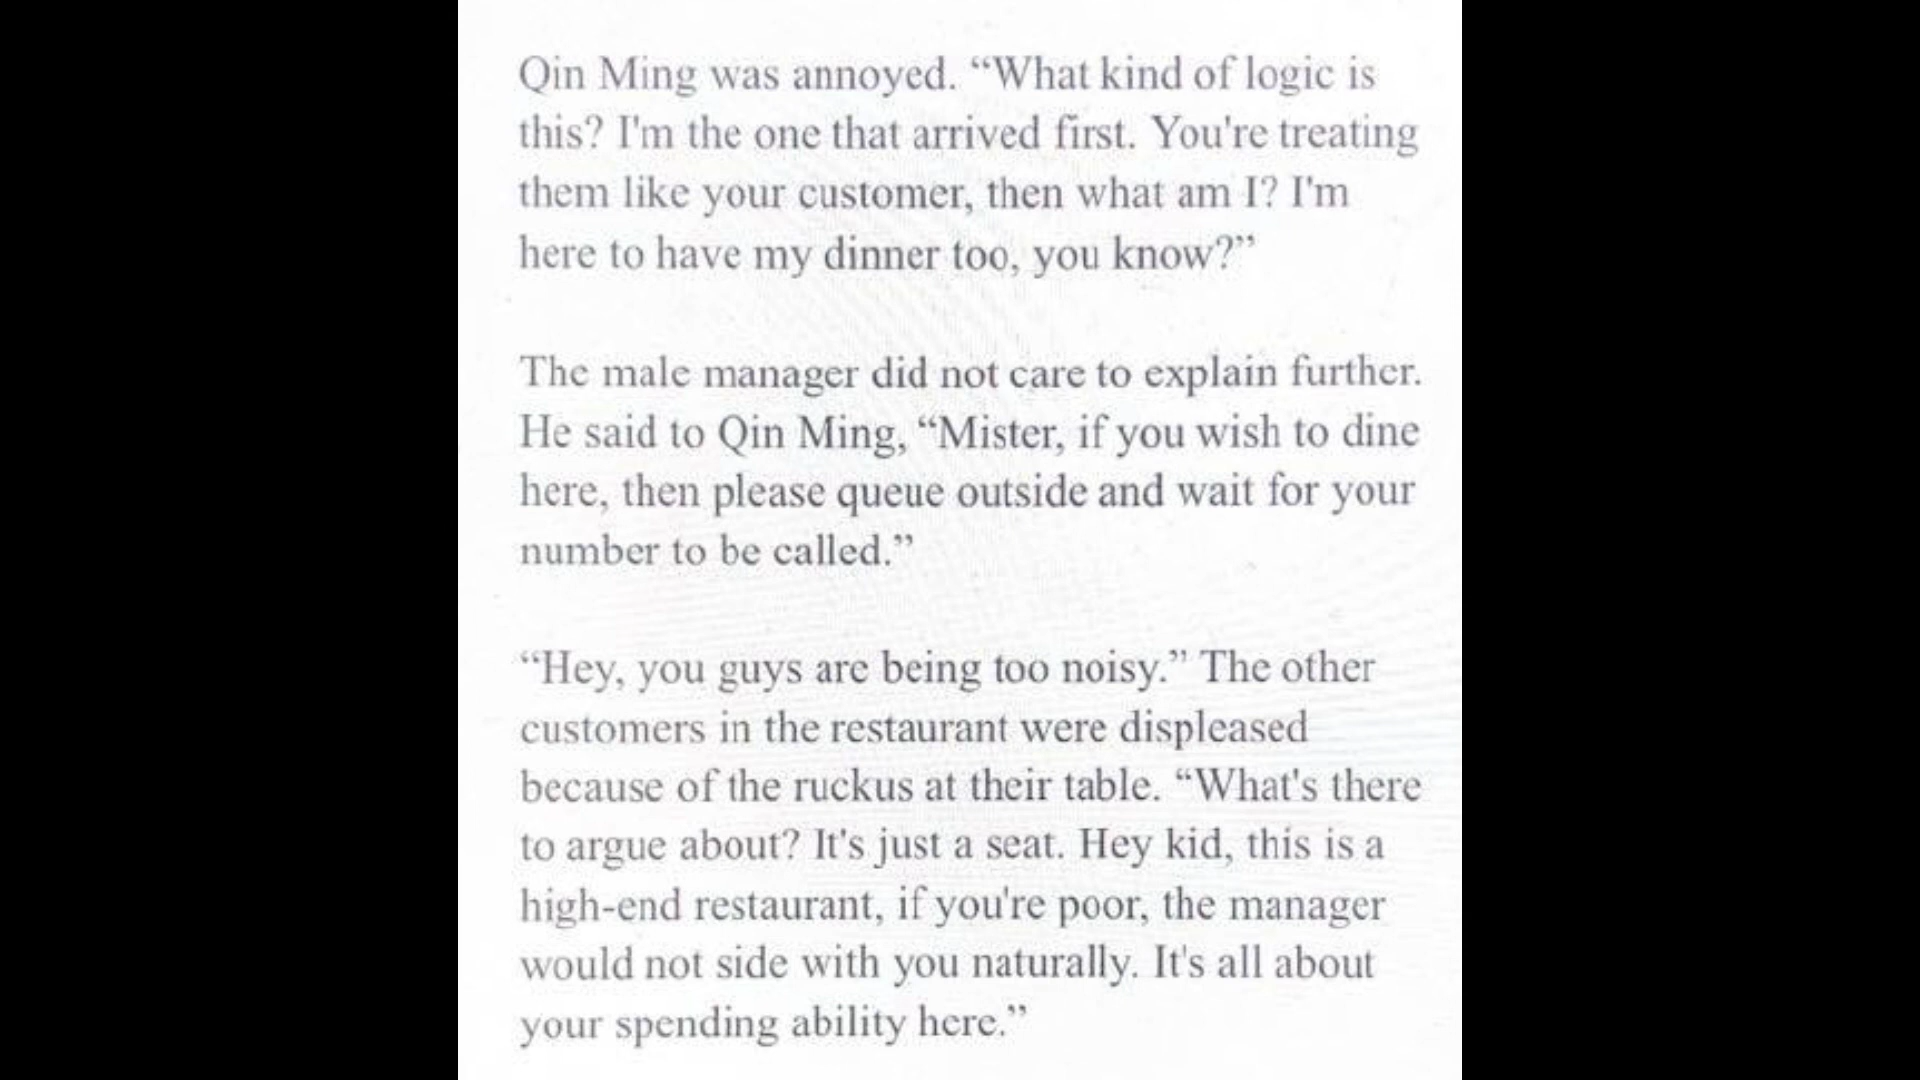 Qin Ming was annoyed. “What kind of logic is
this? I'm the one that arrived first. You're treating
them like your customer, then what am I? I'm
here to have my dinner too, you know?”
The male manager did not care to explain further.
He said to Qin Ming, “Mister, if you wish to dine
here, then please queue outside and wait for your
number to be called.”
“Hey, you guys are being too noisy.” The other
customers in the restaurant were displeased
because of the ruckus at their table. “What's there
to argue about? It's just a seat. Hey kid, this is a
high-end restaurant, if you're poor, the manager
would not side with you naturally. It's all about
your spending ability here.”